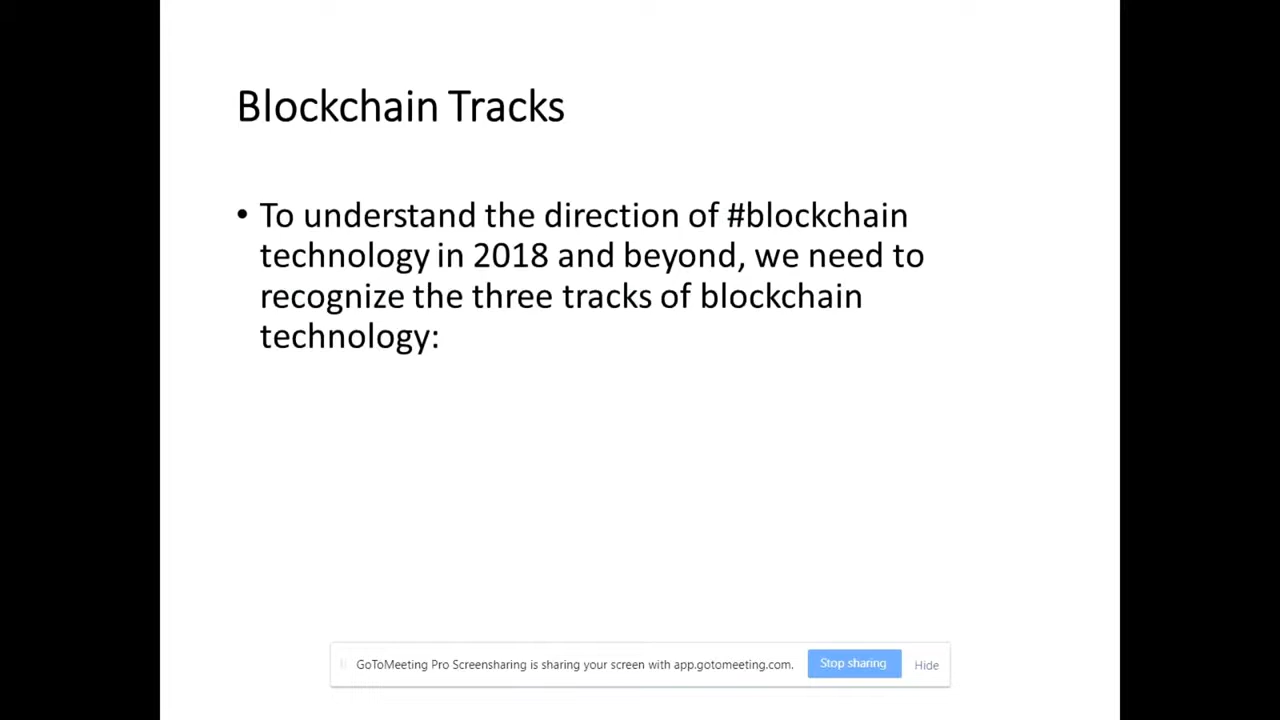 Blockchain Tracks
• To understand the direction of #blockchain
technology in 2018 and beyond, we need to
recognize the three tracks of blockchain
technology:
GoToMeeting Pro Screensharing is sharing your screen with app.gotomeeting.com. Stop sharing Hide